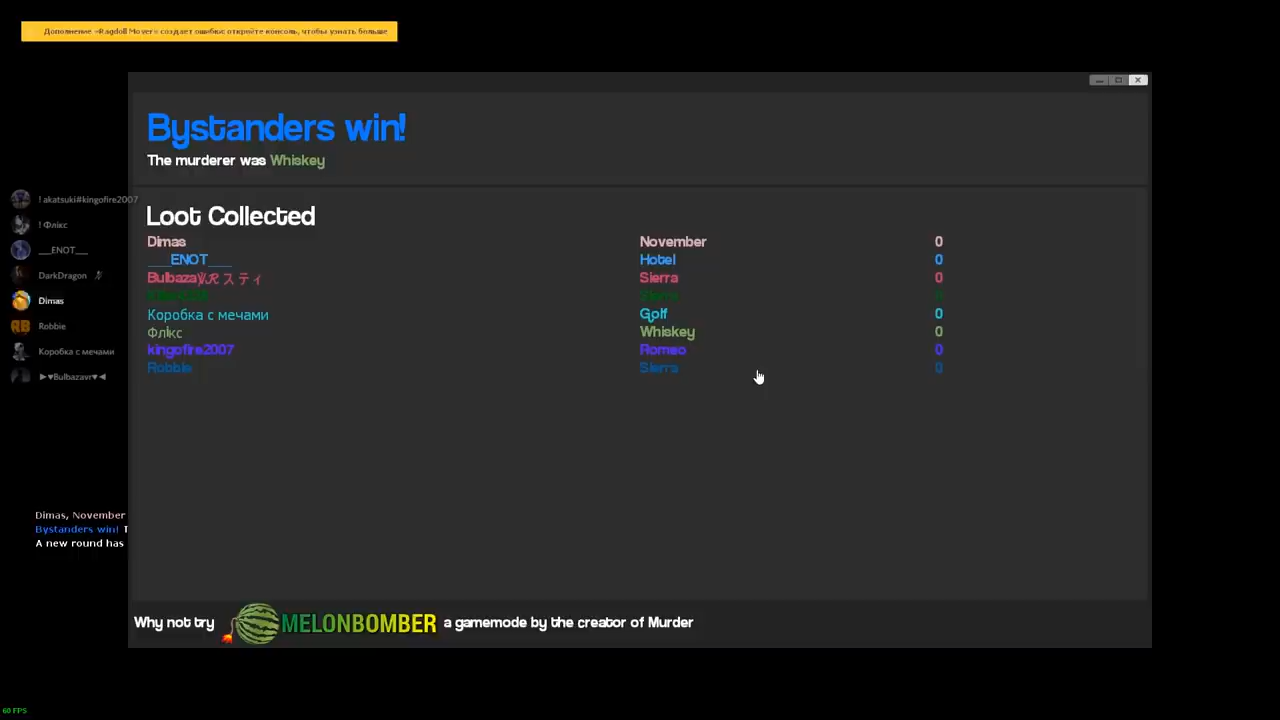 Дополнение «Ragdoll Mover» создает ошибки: откройте консоль, чтобы узнать больше
Bystanders win!
The murderer was Whiskey
Loot Collected
Dimas November 0
___ENOT___ Hotel 0
Sierra 0
Sierra 0
Коробка с мечами Golf 0
Флікс Whiskey 0
kingofire2007 Romeo 0
Robbie Sierra 0
! akatsuki#kingofire2007
! Флікс
___ENOT___
DarkDragon
Dimas
RB Robbie
Коробка с мечами
►♥Bulbazavr♥◄
Dimas, November
Bystanders win! T
A new round has
Why not try MELONBOMBER a gamemode by the creator of Murder
60 FPS